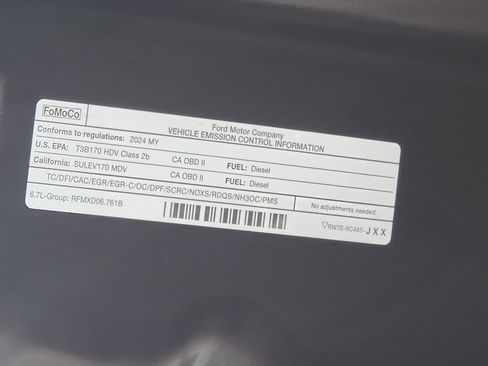 FoMoCo
Ford Motor Company
VEHICLE EMISSION CONTROL INFORMATION
Conforms to regulations: 2024 MY
U.S. EPA: T3B170 HDV Class 2b CA OBD II FUEL: Diesel
California: SULEV170 MDV CA OBD II FUEL: Diesel
TC/DFI/CAC/EGR/EGR-C/OC/DPF/SCRC/NOXS/RDQS/NH3OC/PMS
No adjustments needed.
6.7L-Group: RFMXD06.761B
▽RW7E-9C485-JXX